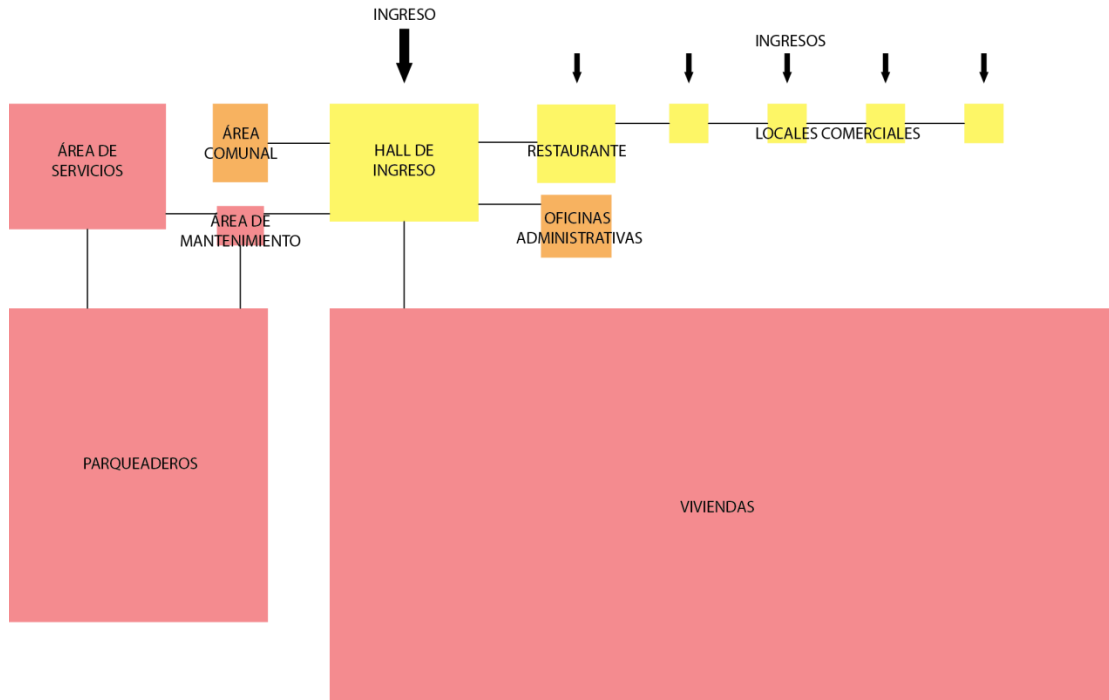 INGRESO
INGRESOS
ÁREA DE
SERVICIOS
ÁREA
COMUNAL
HALL DE
INGRESO
RESTAURANTE
LOCALES COMERCIALES
ÁREA DE
MANTENIMIENTO
OFICINAS
ADMINISTRATIVAS
PARQUEADEROS
VIVIENDAS